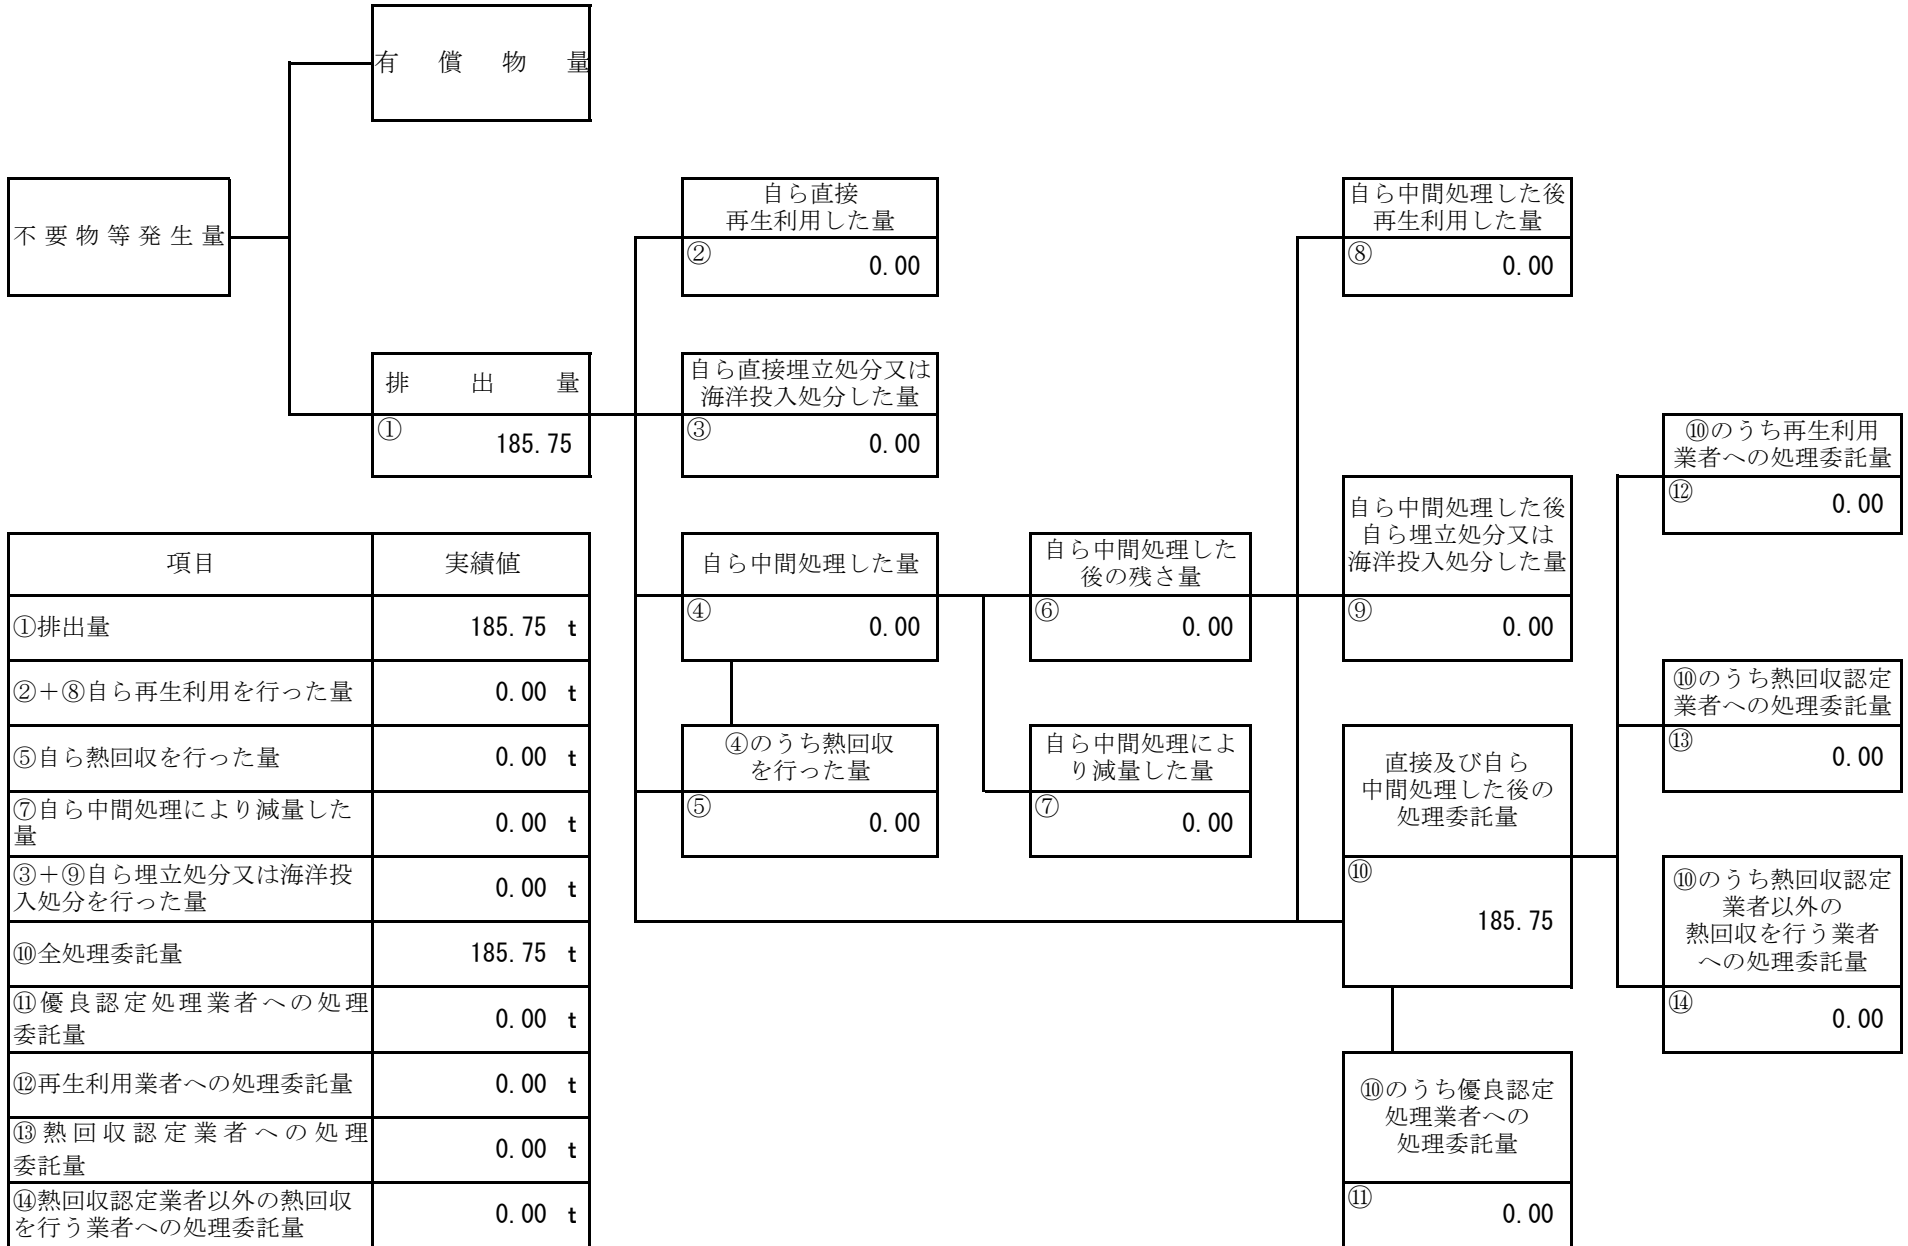 有償物量
不要物等発生量
排出量
①
185.75
自ら直接
再生利用した量
②
0.00
自ら直接埋立処分又は
海洋投入処分した量
③
0.00
自ら中間処理した量
④
0.00
④のうち熱回収
を行った量
⑤
0.00
自ら中間処理した
後の残さ量
⑥
0.00
自ら中間処理によ
り減量した量
⑦
0.00
自ら中間処理した後
再生利用した量
⑧
0.00
自ら中間処理した後
自ら埋立処分又は
海洋投入処分した量
⑨
0.00
直接及び自ら
中間処理した後の
処理委託量
⑩
185.75
⑩のうち優良認定
処理業者への
処理委託量
⑪
0.00
⑩のうち再生利用
業者への処理委託量
⑫
0.00
⑩のうち熱回収認定
業者への処理委託量
⑬
0.00
⑩のうち熱回収認定
業者以外の
熱回収を行う業者
への処理委託量
⑭
0.00
項目 実績値
①排出量 185.75 t
②＋⑧自ら再生利用を行った量 0.00 t
⑤自ら熱回収を行った量 0.00 t
⑦自ら中間処理により減量した
量 0.00 t
③＋⑨自ら埋立処分又は海洋投
入処分を行った量 0.00 t
⑩全処理委託量 185.75 t
⑪優良認定処理業者への処理
委託量 0.00 t
⑫再生利用業者への処理委託量 0.00 t
⑬熱回収認定業者への処理
委託量 0.00 t
⑭熱回収認定業者以外の熱回収
を行う業者への処理委託量 0.00 t